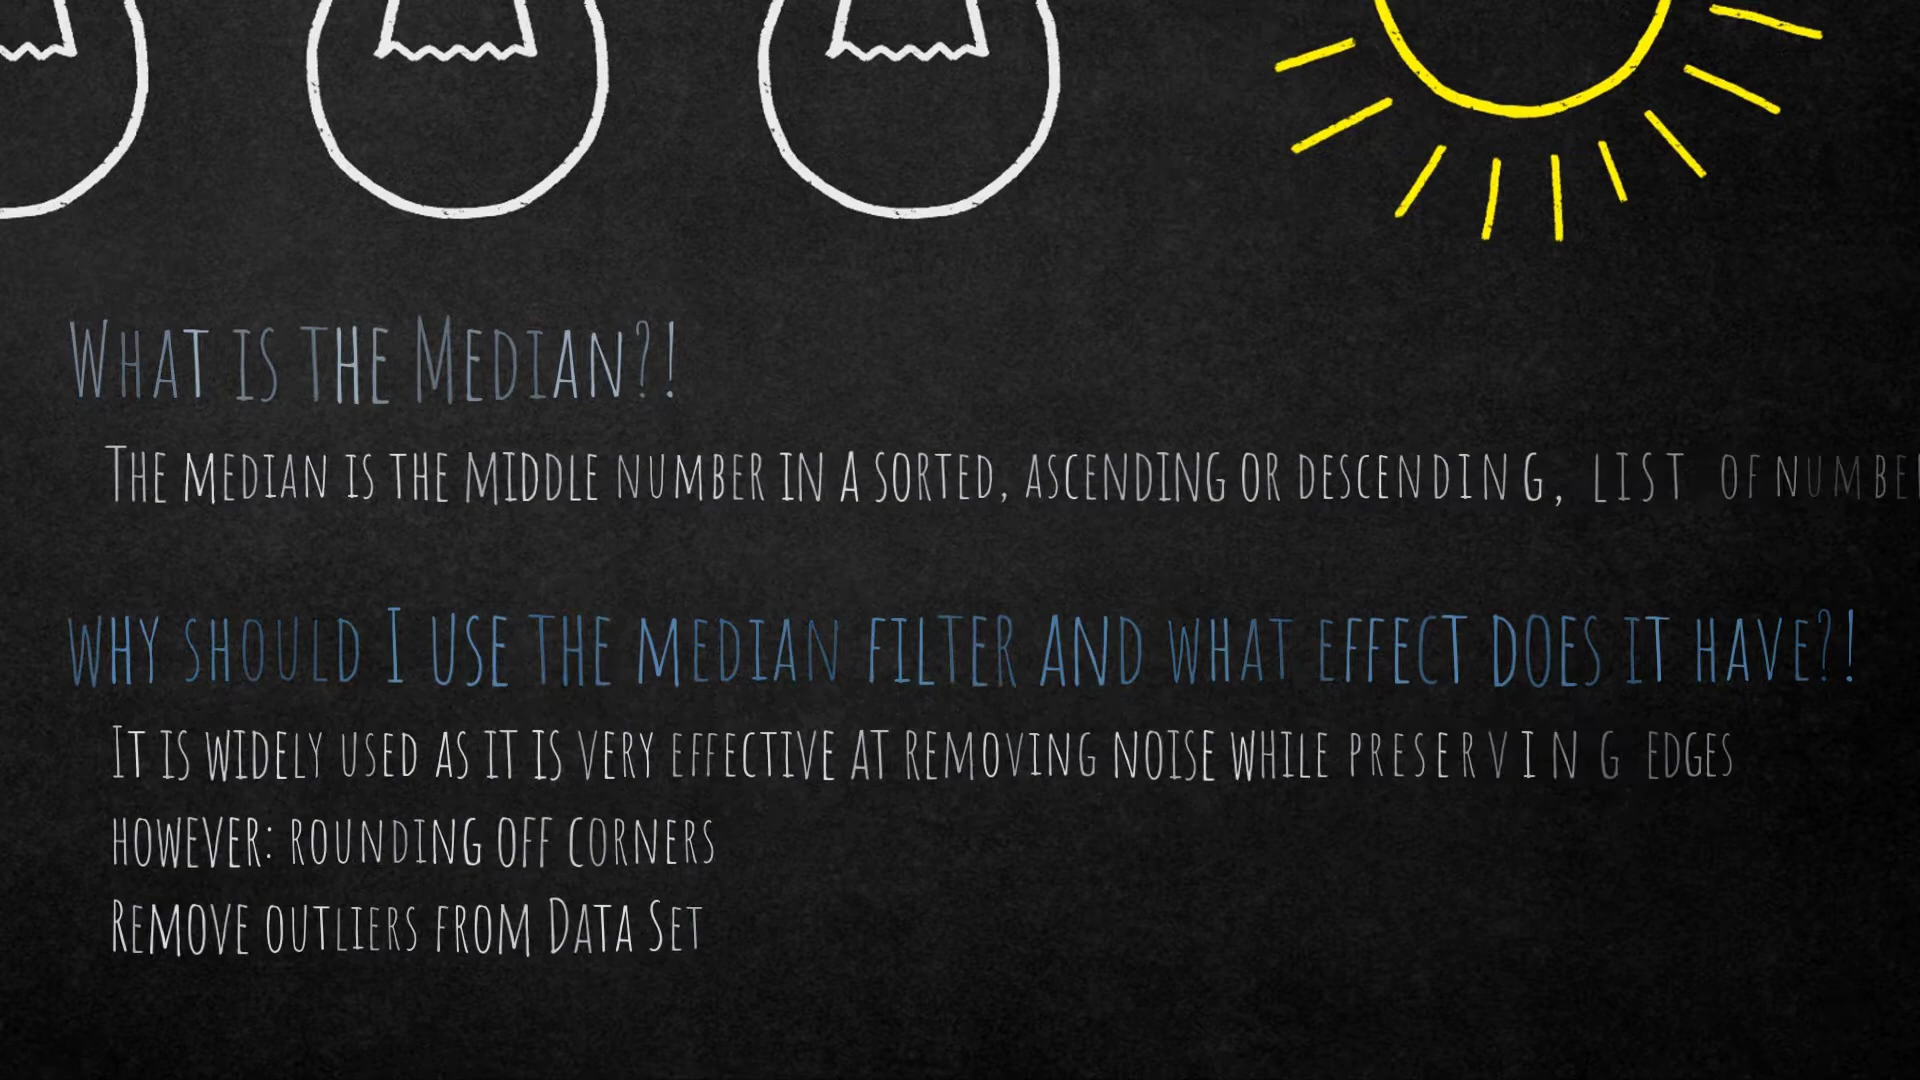 What is the Median?!
The median is the middle number in a sorted, ascending or descending, list of number
why should I use the median filter and what effect does it have?!
It is widely used as it is very effective at removing noise while preserving edges
However: rounding off corners
Remove outliers from Data Set